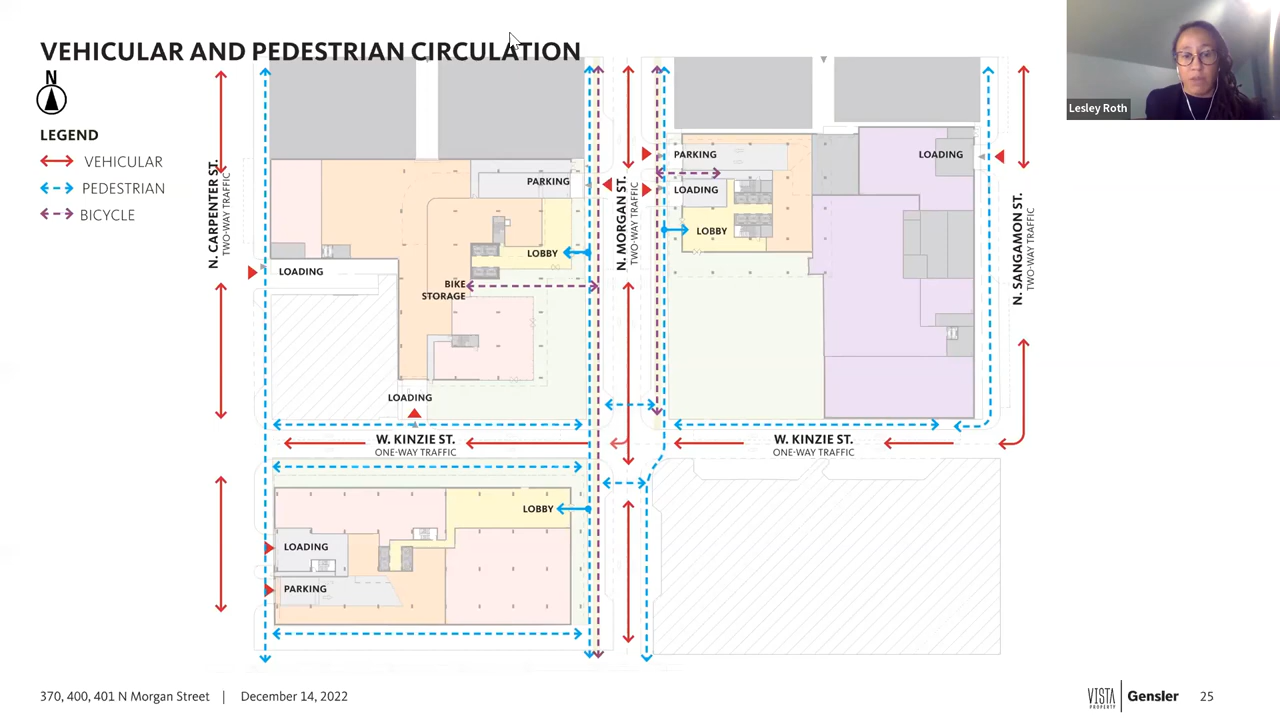 VEHICULAR AND PEDESTRIAN CIRCULATION
N
LEGEND
VEHICULAR
PEDESTRIAN
BICYCLE
N. CARPENTER ST.
TWO-WAY TRAFFIC
PARKING
LOBBY
LOADING
BIKE
STORAGE
LOADING
N. MORGAN ST.
TWO-WAY TRAFFIC
PARKING
LOADING
LOBBY
LOADING
N. SANGAMON ST.
TWO-WAY TRAFFIC
W. KINZIE ST.
ONE-WAY TRAFFIC
W. KINZIE ST.
ONE-WAY TRAFFIC
LOBBY
LOADING
PARKING
370, 400, 401 N Morgan Street | December 14, 2022
VISTA
PROPERTY
Gensler
25
Lesley Roth